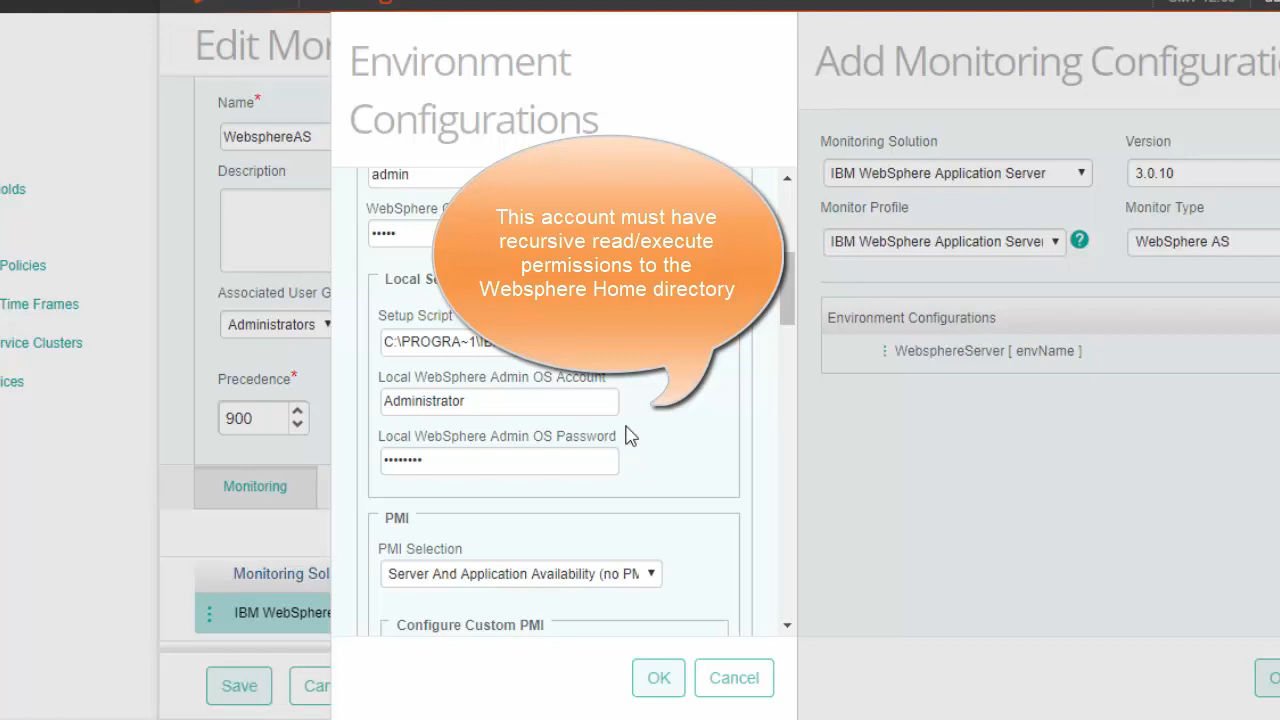 Edit Mon
Name*
WebsphereAS
Description
Associated User G
Administrators
Precedence*
900
Monitoring
Monitoring Sol
IBM WebSphere
Save
Can
olds
Policies
Time Frames
rvice Clusters
ices
Environment
Configurations
admin
WebSphere
•••••
This account must have
recursive read/execute
permissions to the
Websphere Home directory
Local Se
Setup Script
C:\PROGRA~1\IB
Local WebSphere Admin OS Account
Administrator
Local WebSphere Admin OS Password
••••••••
PMI
PMI Selection
Server And Application Availability (no PM
Configure Custom PMI
OK
Cancel
Add Monitoring Configurati
Monitoring Solution
Version
IBM WebSphere Application Server
3.0.10
Monitor Profile
Monitor Type
IBM WebSphere Application Server
?
WebSphere AS
Environment Configurations
WebsphereServer [ envName ]